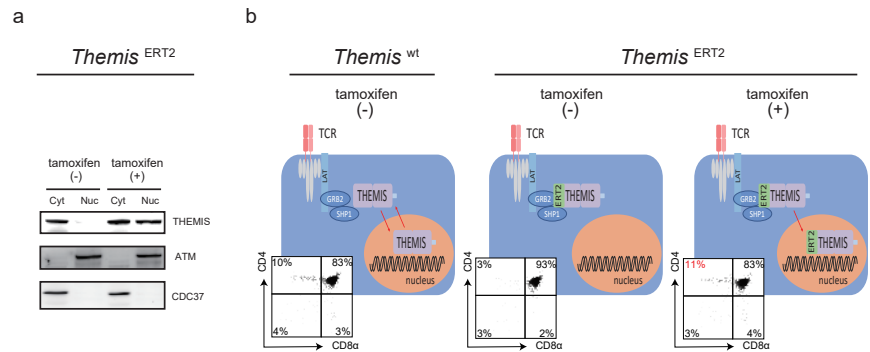 a
b
Themis ERT2
Themis wt
Themis ERT2
tamoxifen
(-)
tamoxifen
(-)
tamoxifen
(+)
TCR
TCR
TCR
LAT
LAT
LAT
tamoxifen
(-)
tamoxifen
(+)
Cyt
Nuc
Cyt
Nuc
THEMIS
ATM
CDC37
GRB2
SHP1
THEMIS
THEMIS
nucleus
GRB2
SHP1
ERT2
THEMIS
nucleus
GRB2
SHP1
ERT2
THEMIS
ERT2
THEMIS
nucleus
CD4
10%
83%
4%
3%
CD8α
CD4
3%
93%
3%
2%
CD8α
CD4
11%
83%
3%
4%
CD8α